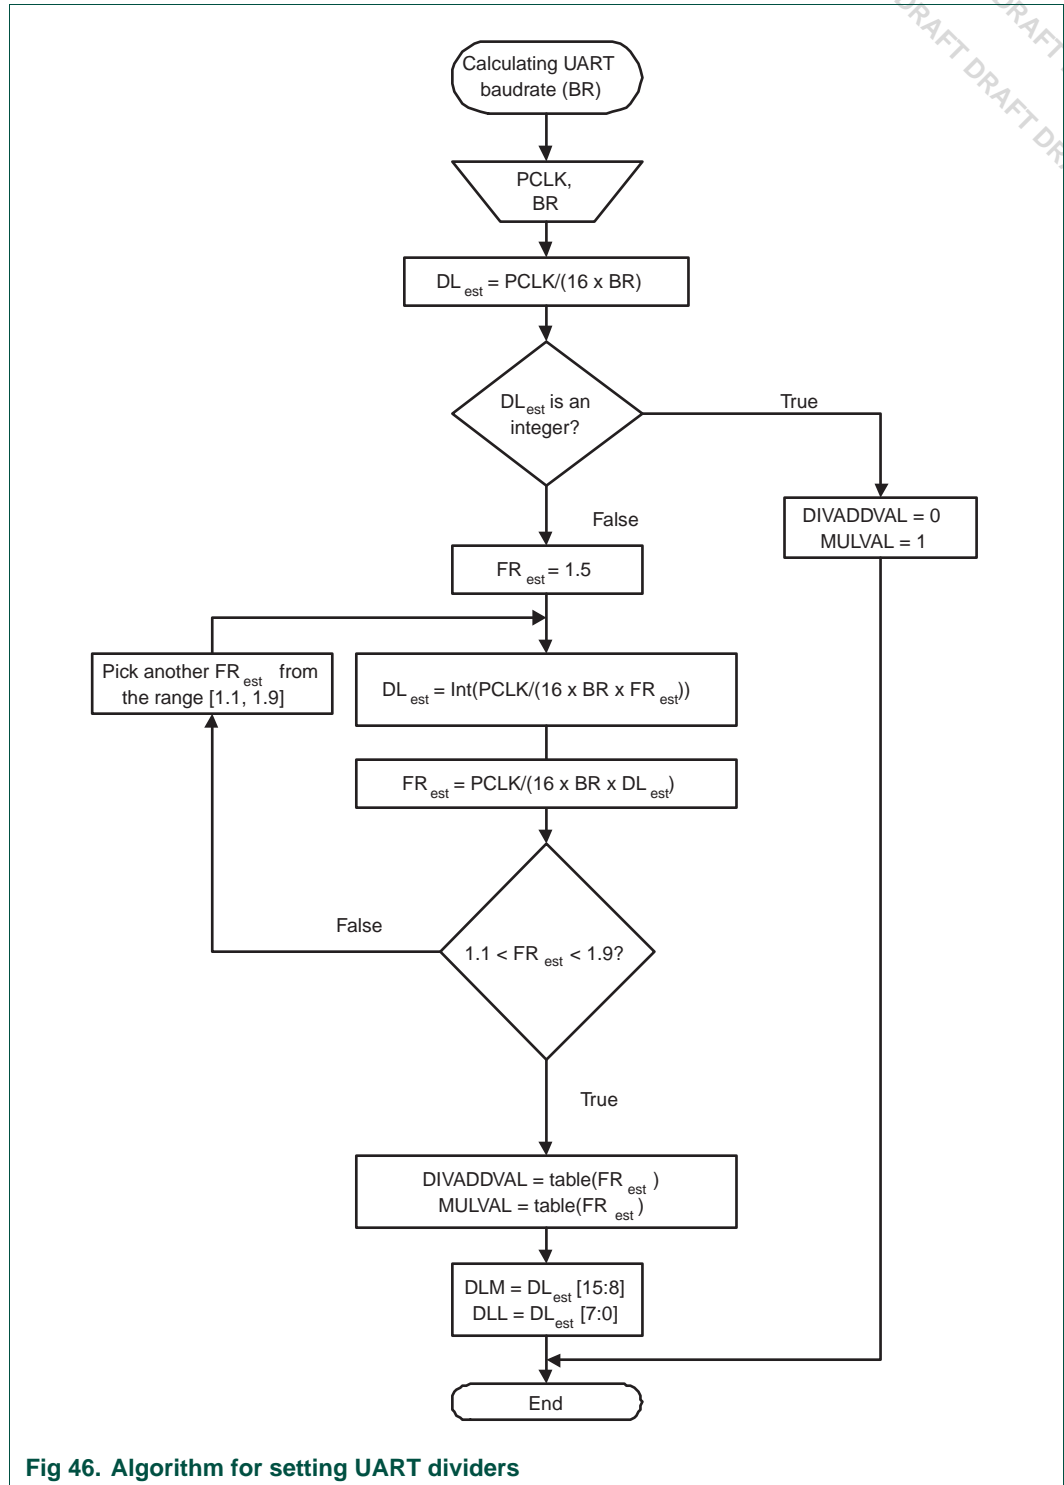 DRAFT
DRAFT DRAFT DR
Calculating UART
baudrate (BR)
PCLK,
BR
DL est = PCLK/(16 x BR)
DLest is an
integer?
True
False
DIVADDVAL = 0
MULVAL = 1
FR est = 1.5
Pick another FR est from
the range [1.1, 1.9]
DL est = Int(PCLK/(16 x BR x FR est))
FR est = PCLK/(16 x BR x DL est)
False
1.1 < FR est < 1.9?
True
DIVADDVAL = table(FR est )
MULVAL = table(FR est )
DLM = DLest [15:8]
DLL = DLest [7:0]
End
Fig 46. Algorithm for setting UART dividers